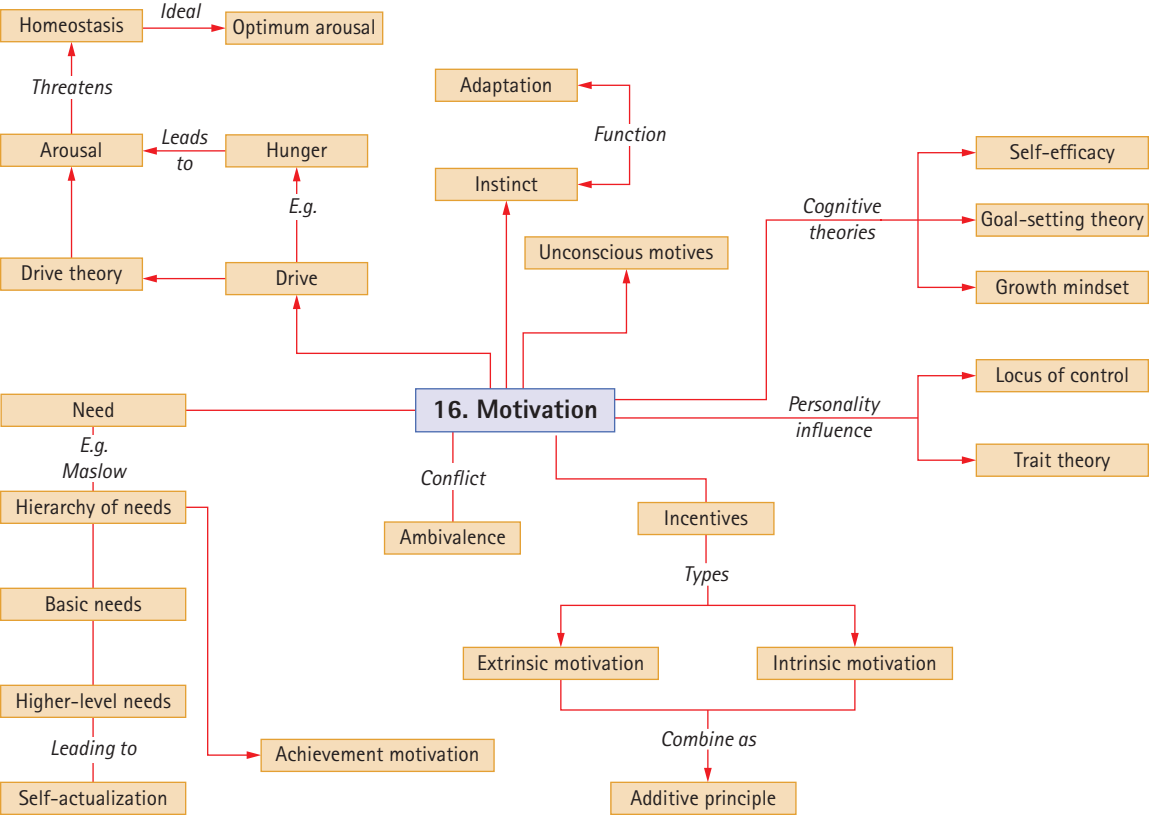 Homeostasis
Ideal
Optimum arousal
Threatens
Adaptation
Function
Arousal
Leads
to
Hunger
Instinct
E.g.
Self-efficacy
Cognitive
theories
Goal-setting theory
Growth mindset
Unconscious motives
Drive theory
Drive
16. Motivation
Need
E.g.
Maslow
Hierarchy of needs
Basic needs
Higher-level needs
Leading to
Self-actualization
Achievement motivation
Conflict
Ambivalence
Personality
influence
Locus of control
Trait theory
Incentives
Types
Extrinsic motivation
Intrinsic motivation
Combine as
Additive principle